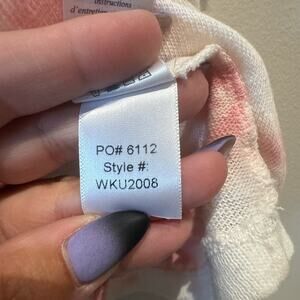 instructions
d'entretien
PO# 6112
Style #:
WKU2008